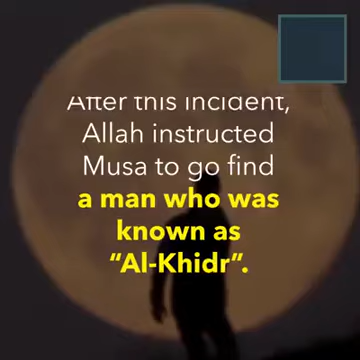 After this incident,
Allah instructed
Musa to go find
a man who was
known as
“Al-Khidr”.